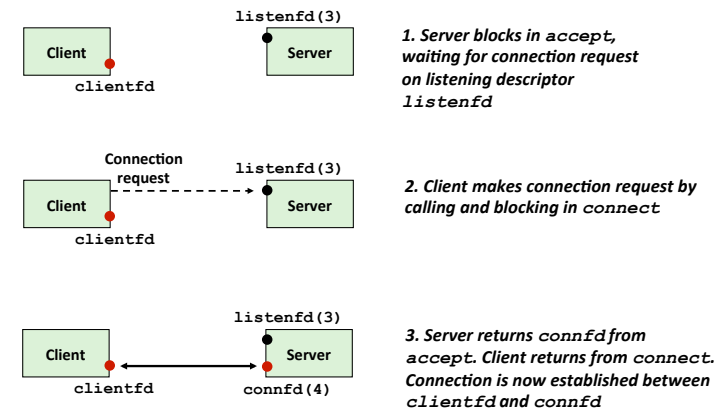 listenfd(3)
Client
Server
clientfd
1. Server blocks in accept,
waiting for connection request
on listening descriptor
listenfd
Connection
request
listenfd(3)
Client
Server
clientfd
2. Client makes connection request by
calling and blocking in connect
listenfd(3)
Client
Server
clientfd
connfd(4)
3. Server returns connfd from
accept. Client returns from connect.
Connection is now established between
clientfd and connfd